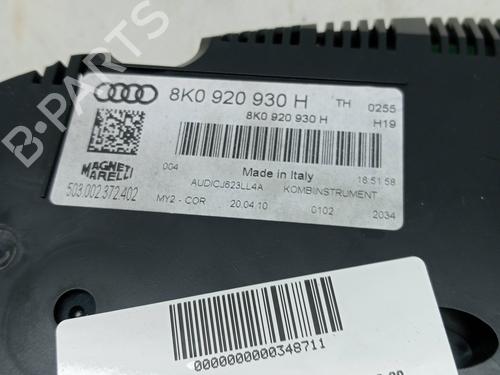 8K0 920 930 H TH 0255
8K0 920 930 H H19
MAGNETI
MARELLI
503.002.372.402
004 Made in Italy 16:51:58
AUDICJ623LL4A KOMBIINSTRUMENT
MY2 - COR 20.04.10 0102 2034
0000000000348711
B-PARTS